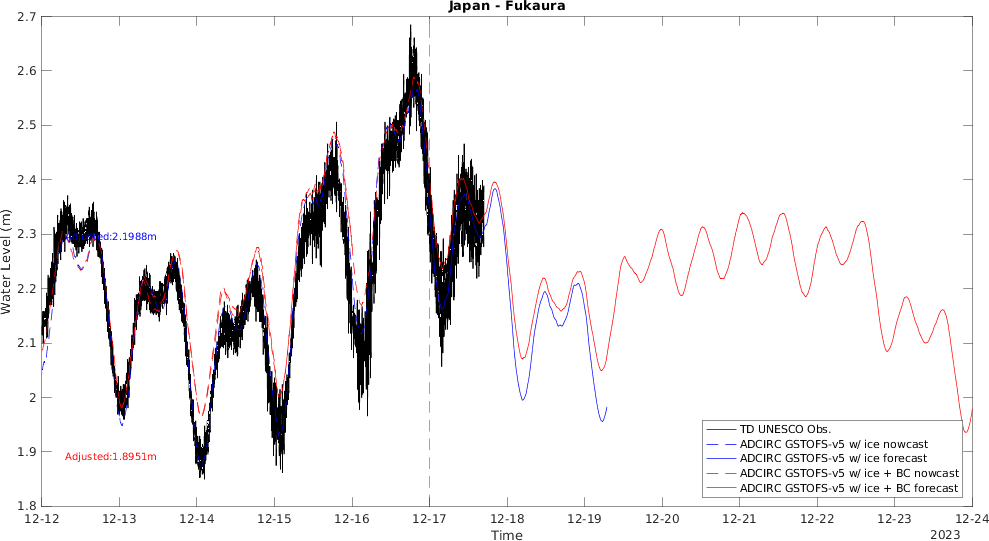 Japan - Fukaura
Water Level (m)
2.7
2.6
2.5
2.4
2.3
2.2
2.1
2
1.9
1.8
Adjusted:2.1988m
Adjusted:1.8951m
TD UNESCO Obs.
ADCIRC GSTOFS-v5 w/ ice nowcast
ADCIRC GSTOFS-v5 w/ ice forecast
ADCIRC GSTOFS-v5 w/ ice + BC nowcast
ADCIRC GSTOFS-v5 w/ ice + BC forecast
12-12 12-13 12-14 12-15 12-16 12-17 12-18 12-19 12-20 12-21 12-22 12-23 12-24
Time
2023